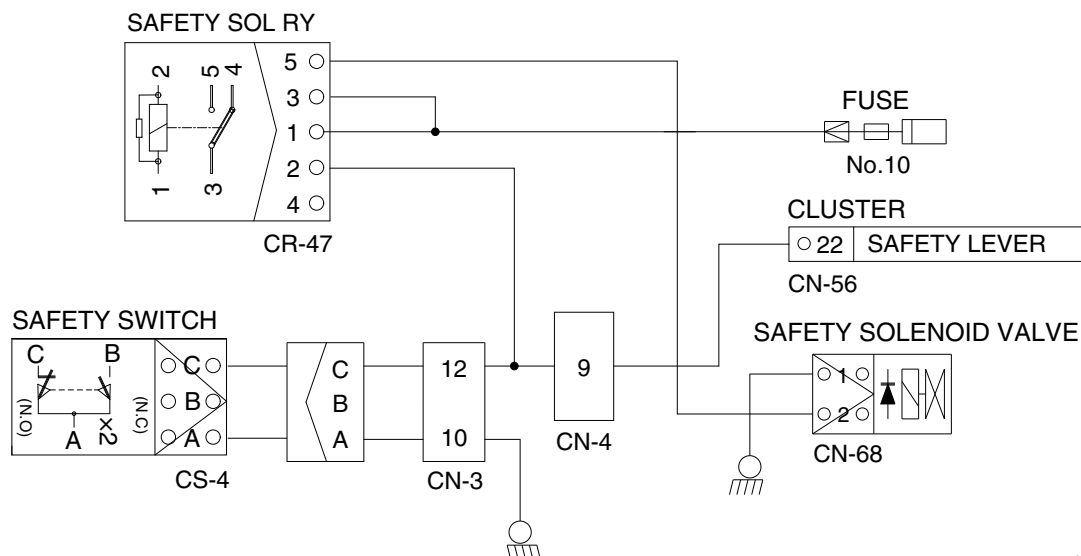 SAFETY SOL RY
2
5 4
1
3
5
3
1
2
4
CR-47
FUSE
No.10
CLUSTER
22 SAFETY LEVER
CN-56
SAFETY SWITCH
C B
(N.O)
A
×2
(N.C)
C
B
A
CS-4
C
B
A
12
10
CN-3
9
CN-4
SAFETY SOLENOID VALVE
1
2
CN-68